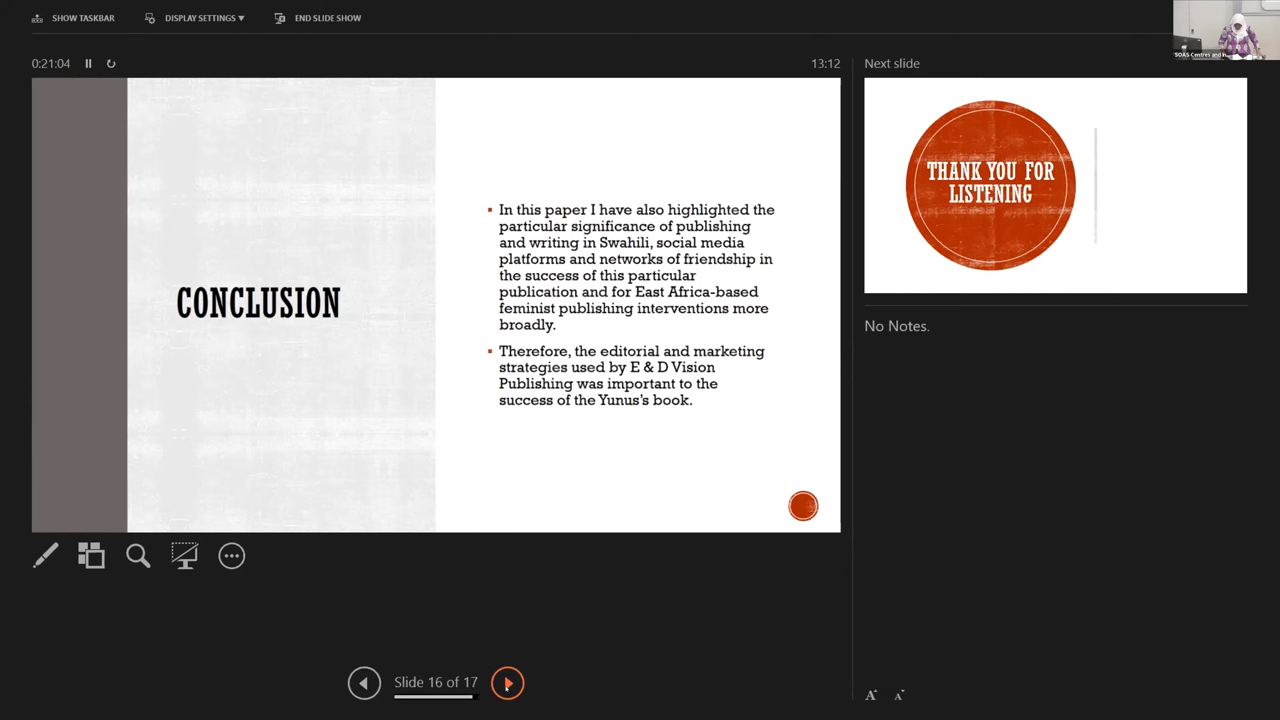 SHOW TASKBAR
DISPLAY SETTINGS
END SLIDE SHOW
0:21:04
13:12
Next slide
SOAS Centres and
CONCLUSION
In this paper I have also highlighted the
particular significance of publishing
and writing in Swahili, social media
platforms and networks of friendship in
the success of this particular
publication and for East Africa-based
feminist publishing interventions more
broadly.
Therefore, the editorial and marketing
strategies used by E & D Vision
Publishing was important to the
success of the Yunus's book.
THANK YOU FOR
LISTENING
No Notes.
Slide 16 of 17
A A